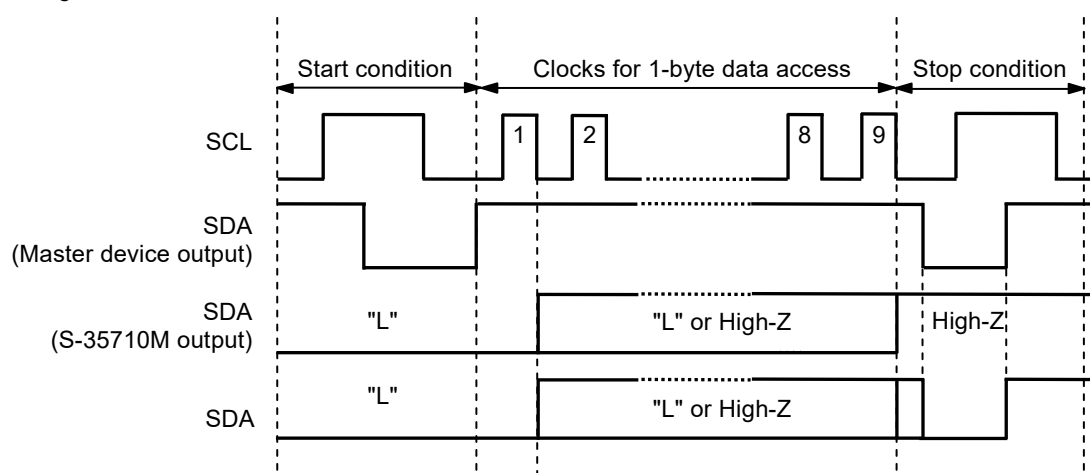 Start condition
Clocks for 1-byte data access
Stop condition
SCL
1
2
8
9
SDA
(Master device output)
SDA
(S-35710M output)
"L"
"L" or High-Z
High-Z
SDA
"L"
"L" or High-Z